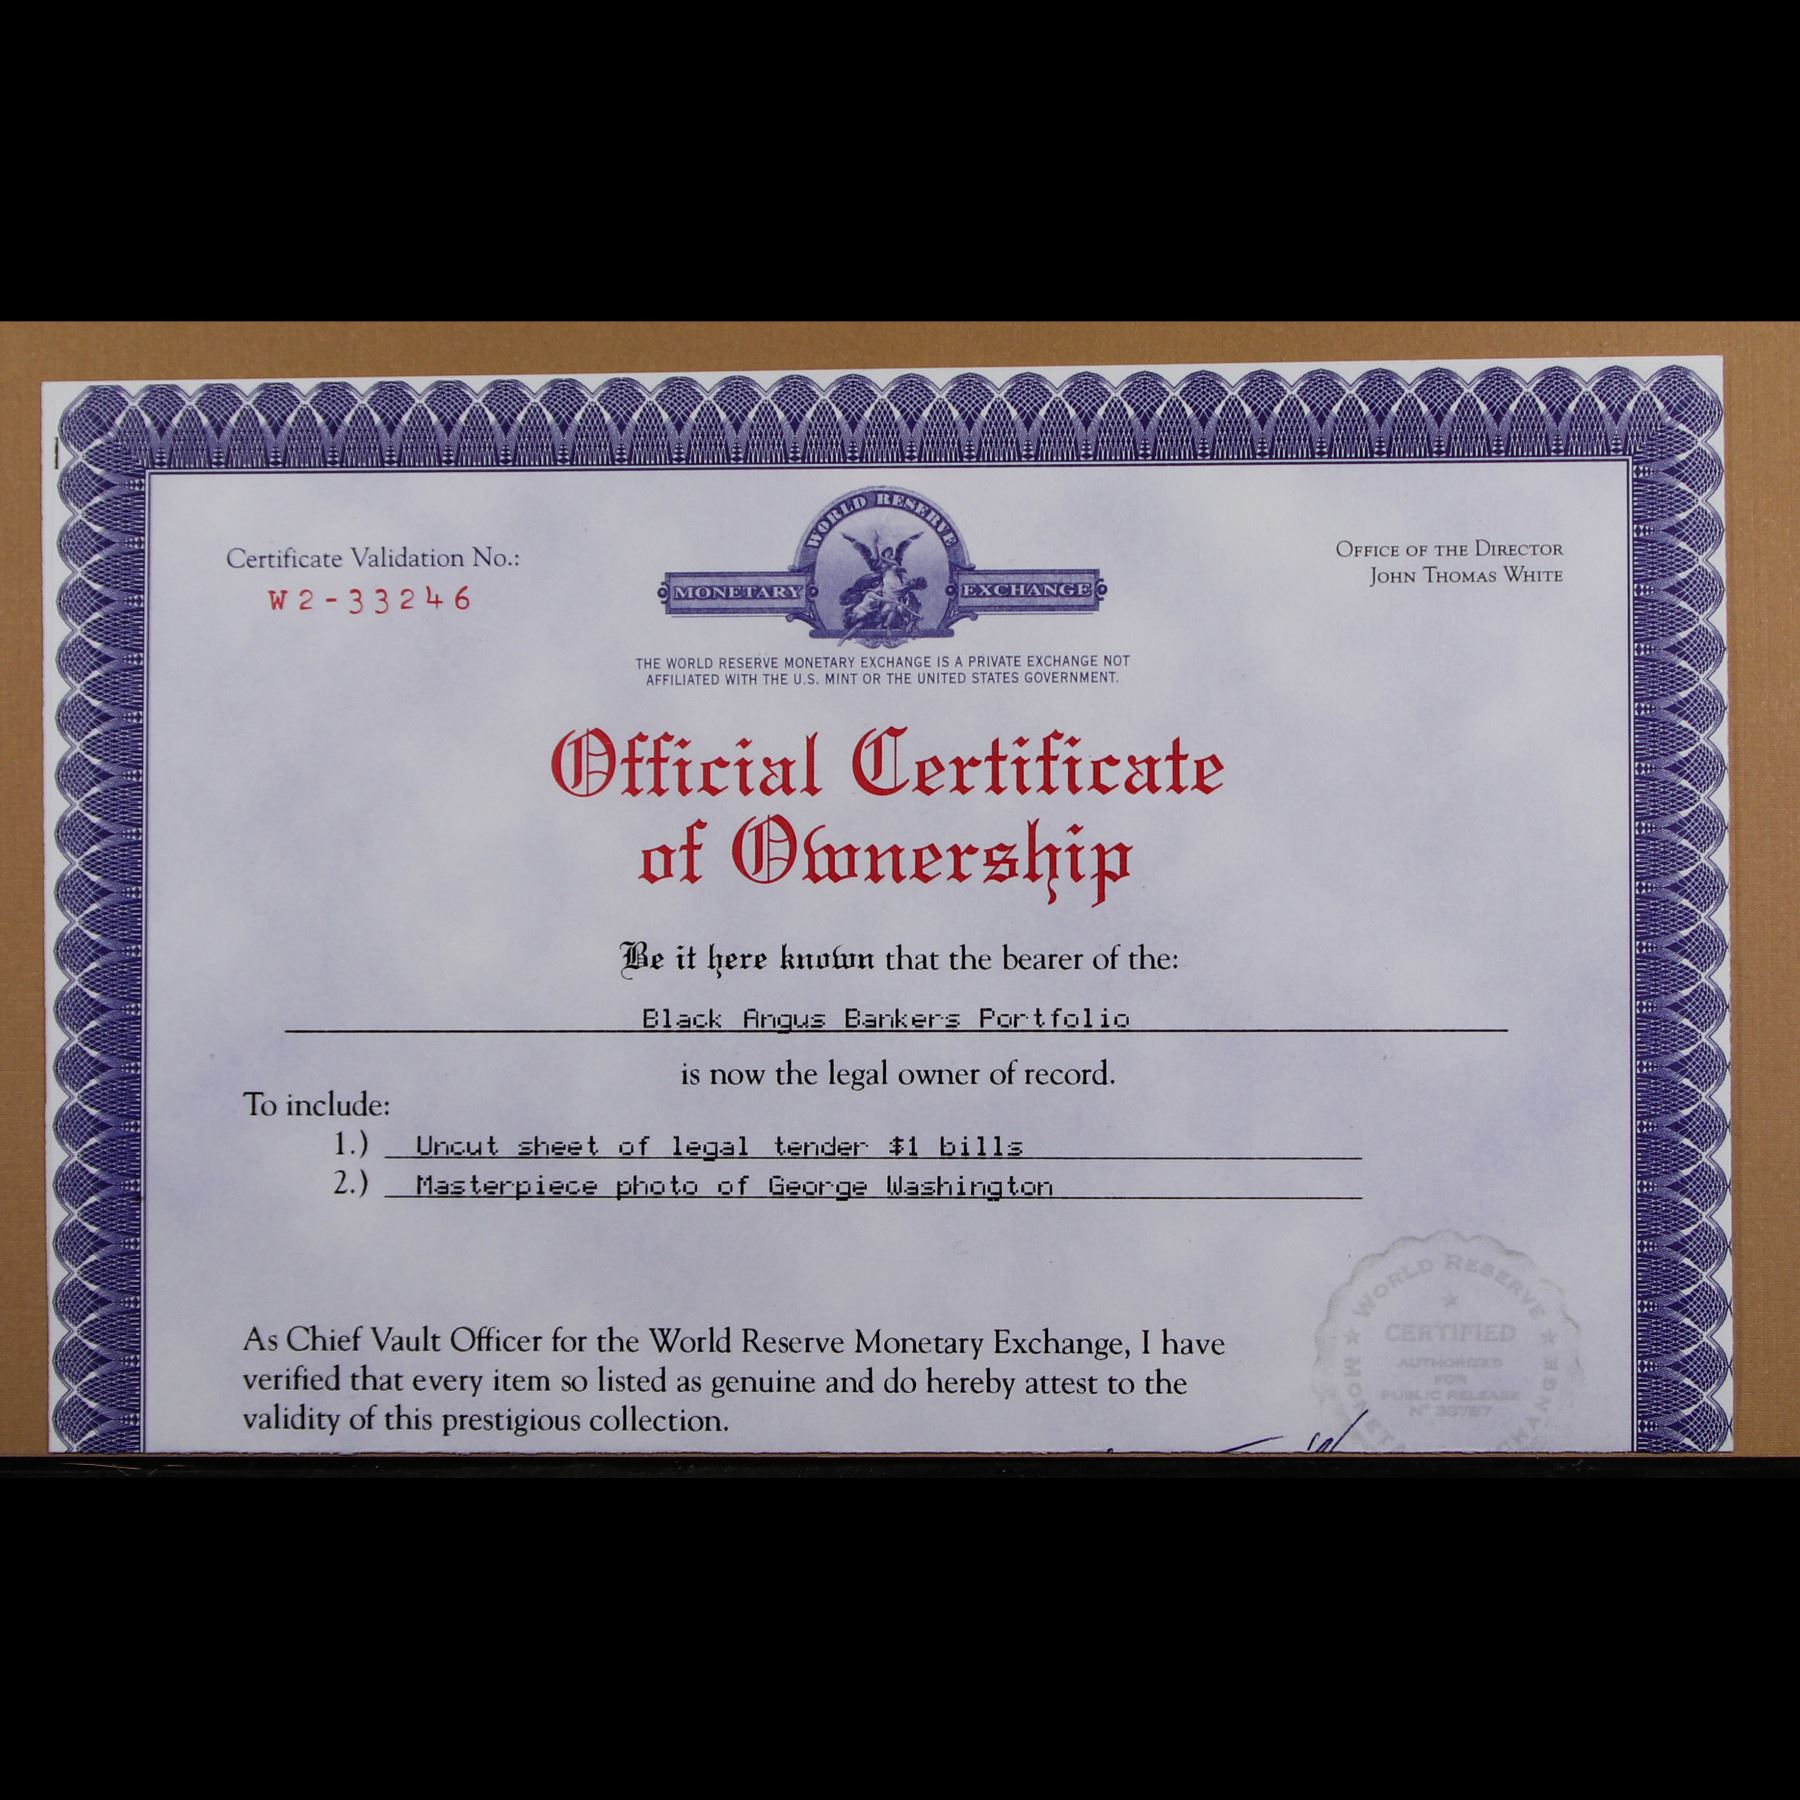 WORLD RESERVE
MONETARY EXCHANGE
Certificate Validation No.:
W2-33246
OFFICE OF THE DIRECTOR
JOHN THOMAS WHITE
THE WORLD RESERVE MONETARY EXCHANGE IS A PRIVATE EXCHANGE NOT
AFFILIATED WITH THE U.S. MINT OR THE UNITED STATES GOVERNMENT.
Official Certificate
of Ownership
Be it here known that the bearer of the:
Black Angus Bankers Portfolio
is now the legal owner of record.
To include:
1.) Uncut sheet of legal tender $1 bills
2.) Masterpiece photo of George Washington
As Chief Vault Officer for the World Reserve Monetary Exchange, I have
verified that every item so listed as genuine and do hereby attest to the
validity of this prestigious collection.
WORLD RESERVE
CERTIFIED
AUTHORIZED
FOR
PUBLIC RELEASE